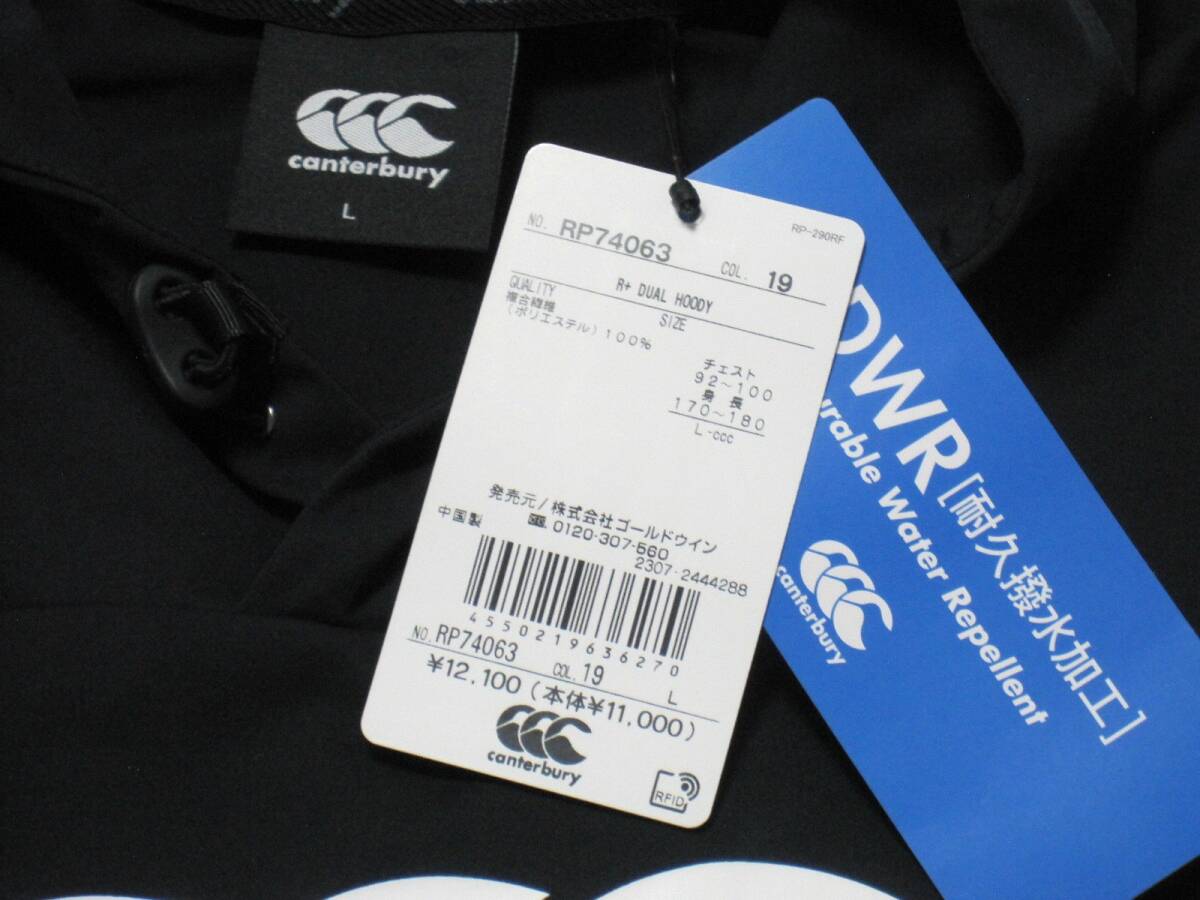 canterbury
L
RP-290RF
NO. RP74063 COL. 19
R+ DUAL HOODY
QUALITY SIZE
複合繊維
(ポリエステル)100%
チェスト
92～100
身長
170～180
L-ccc
発売元/株式会社ゴールドウイン
中国製 0120-307-560
2307-2444288
4550219636270
NO. RP74063 COL. 19 L
¥12,100(本体¥11,000)
canterbury
RFID
DWR[耐久撥水加工]
urable Water Repellent
canterbury